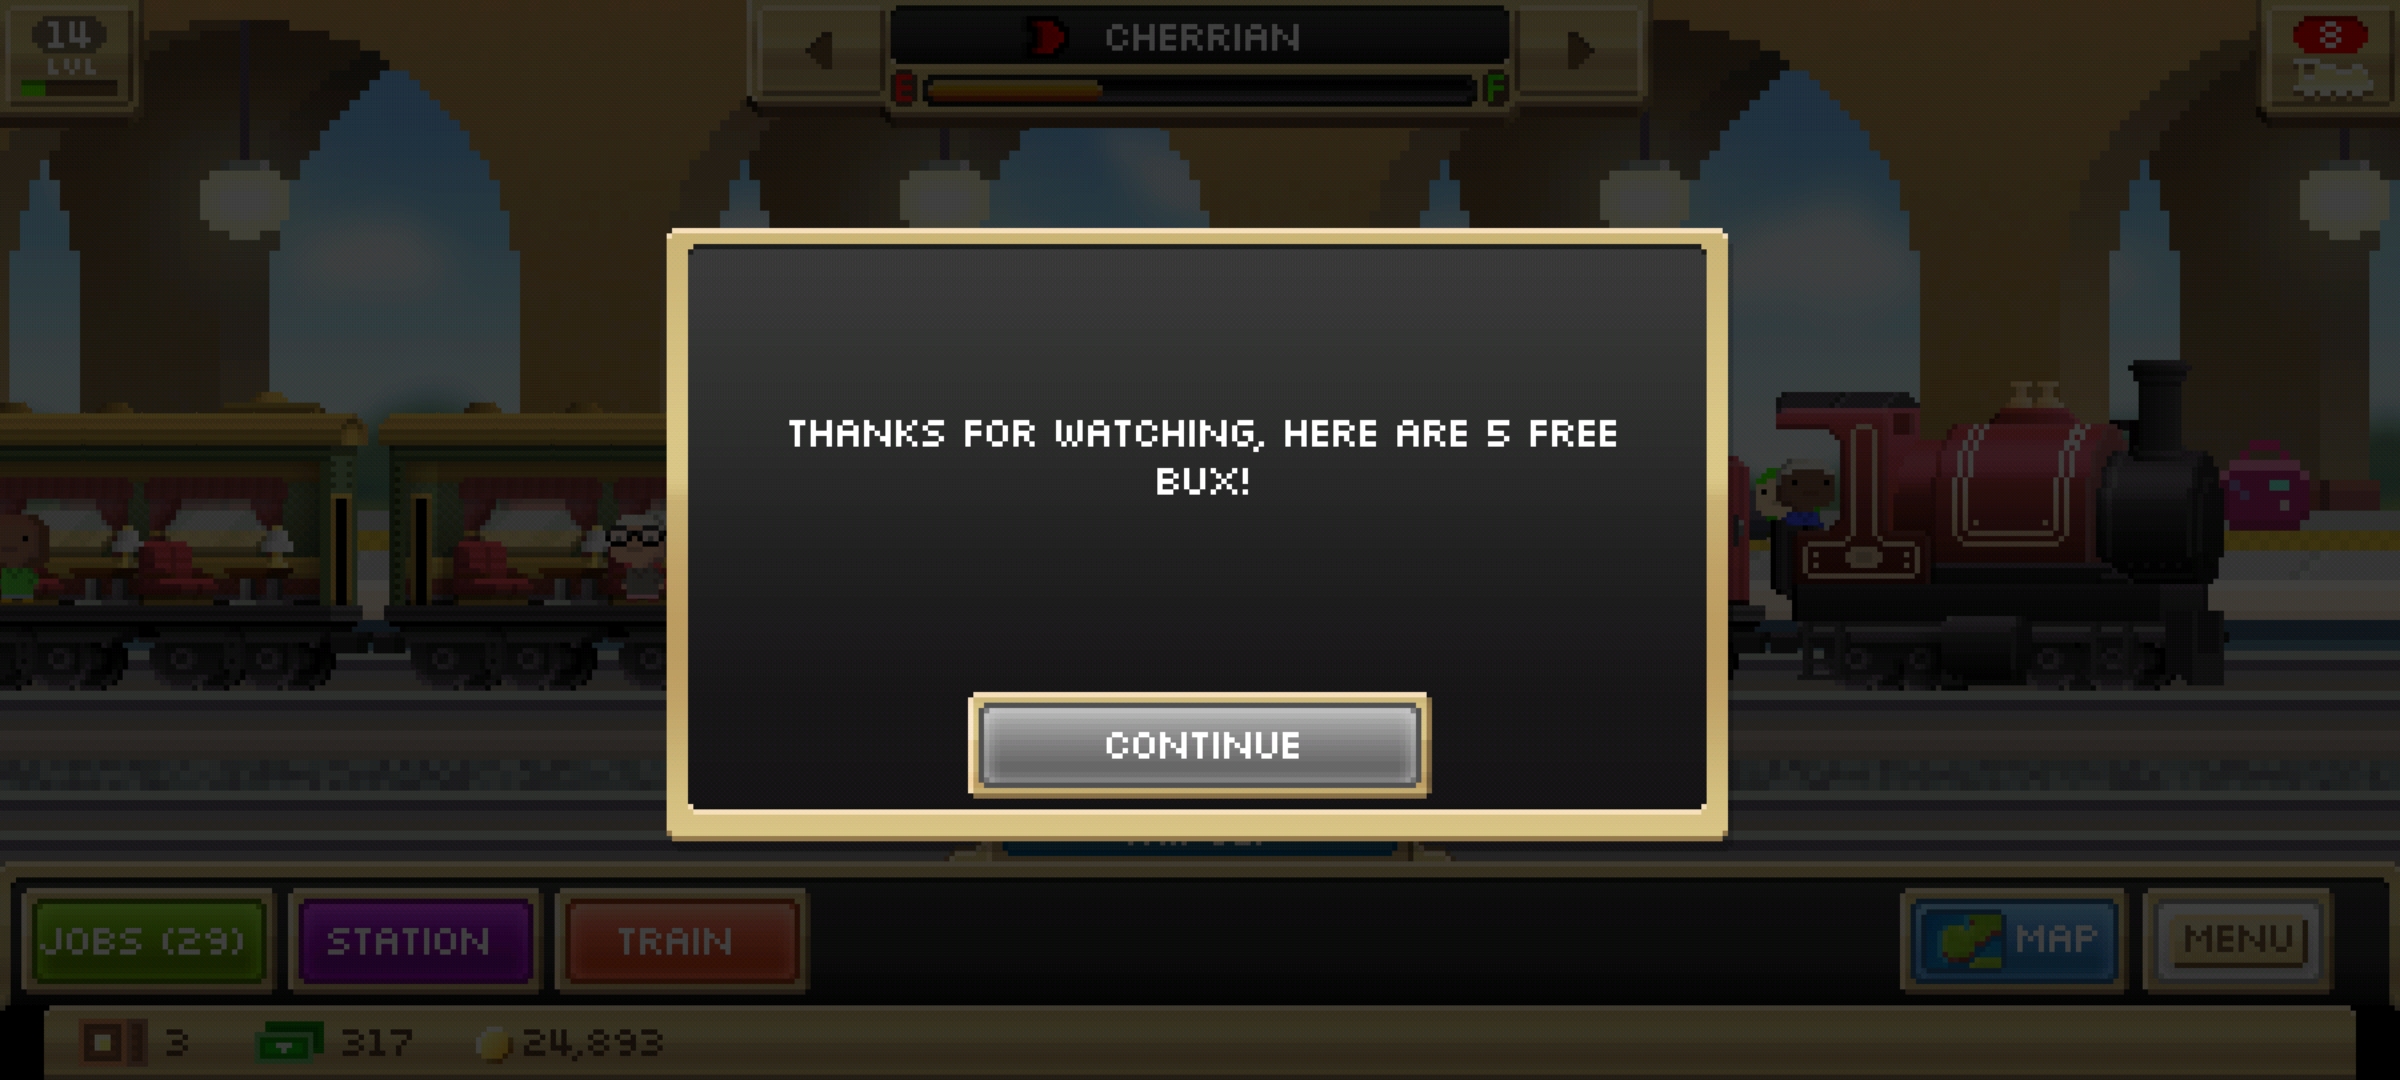 14
LVL
CHERRIAN
E F
8
THANKS FOR WATCHING, HERE ARE 5 FREE
BUX!
CONTINUE
JOBS (29)
STATION
TRAIN
MAP
MENU
3
317
24,893